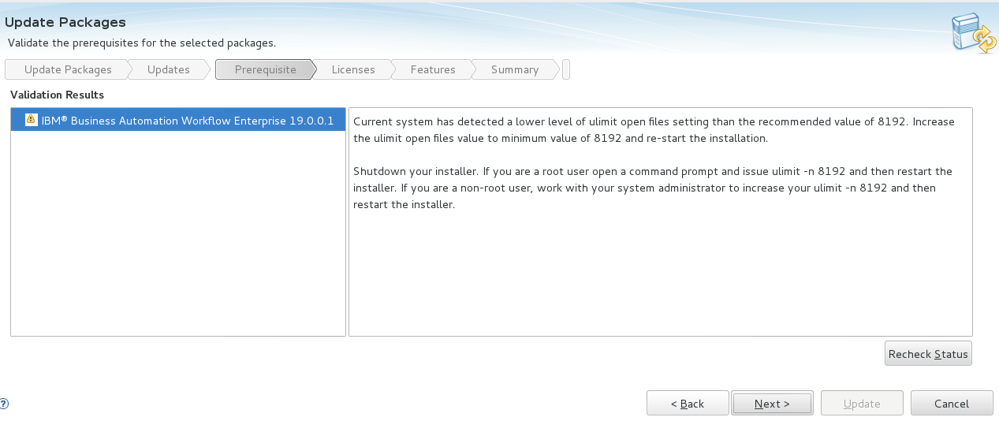 Update Packages
Validate the prerequisites for the selected packages.
Update Packages Updates Prerequisite Licenses Features Summary
Validation Results
IBM® Business Automation Workflow Enterprise 19.0.0.1
Current system has detected a lower level of ulimit open files setting than the recommended value of 8192. Increase
the ulimit open files value to minimum value of 8192 and re-start the installation.
Shutdown your installer. If you are a root user open a command prompt and issue ulimit -n 8192 and then restart the
installer. If you are a non-root user, work with your system administrator to increase your ulimit -n 8192 and then
restart the installer.
Recheck Status
? < Back Next > Update Cancel